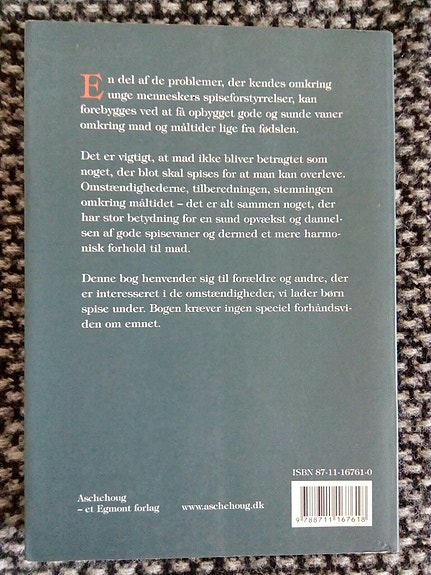 En del af de problemer, der kendes omkring
unge menneskers spiseforstyrrelser, kan
forebygges ved at få opbygget gode og sunde vaner
omkring mad og måltider lige fra fødslen.
Det er vigtigt, at mad ikke bliver betragtet som
noget, der blot skal spises for at man kan overleve.
Omstændighederne, tilberedningen, stemningen
omkring måltidet – det er alt sammen noget, der
har stor betydning for en sund opvækst og dannel-
sen af gode spisevaner og dermed et mere harmo-
nisk forhold til mad.
Denne bog henvender sig til forældre og andre, der
er interesseret i de omstændigheder, vi lader børn
spise under. Bogen kræver ingen speciel forhåndsvi-
den om emnet.
ISBN 87-11-16761-0
Aschehoug
– et Egmont forlag
www.aschehoug.dk
9 788711 167618